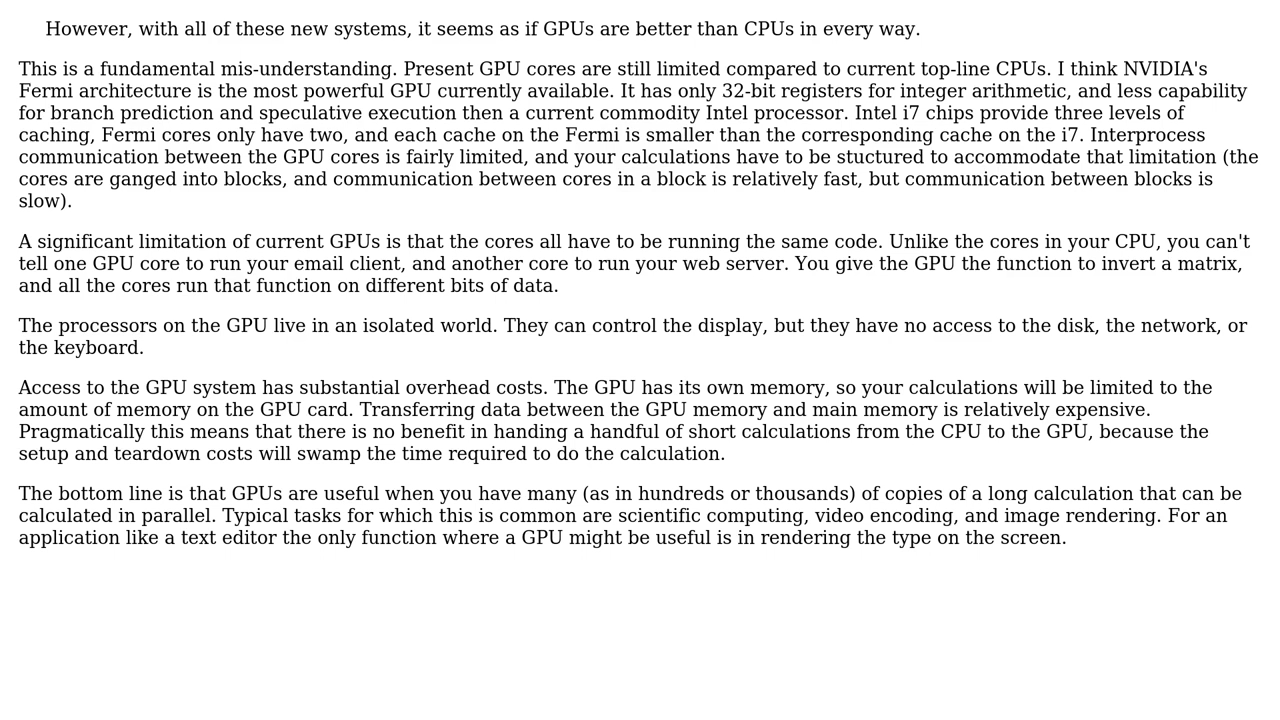 However, with all of these new systems, it seems as if GPUs are better than CPUs in every way.
This is a fundamental mis-understanding. Present GPU cores are still limited compared to current top-line CPUs. I think NVIDIA's
Fermi architecture is the most powerful GPU currently available. It has only 32-bit registers for integer arithmetic, and less capability
for branch prediction and speculative execution then a current commodity Intel processor. Intel i7 chips provide three levels of
caching, Fermi cores only have two, and each cache on the Fermi is smaller than the corresponding cache on the i7. Interprocess
communication between the GPU cores is fairly limited, and your calculations have to be stuctured to accommodate that limitation (the
cores are ganged into blocks, and communication between cores in a block is relatively fast, but communication between blocks is
slow).
A significant limitation of current GPUs is that the cores all have to be running the same code. Unlike the cores in your CPU, you can't
tell one GPU core to run your email client, and another core to run your web server. You give the GPU the function to invert a matrix,
and all the cores run that function on different bits of data.
The processors on the GPU live in an isolated world. They can control the display, but they have no access to the disk, the network, or
the keyboard.
Access to the GPU system has substantial overhead costs. The GPU has its own memory, so your calculations will be limited to the
amount of memory on the GPU card. Transferring data between the GPU memory and main memory is relatively expensive.
Pragmatically this means that there is no benefit in handing a handful of short calculations from the CPU to the GPU, because the
setup and teardown costs will swamp the time required to do the calculation.
The bottom line is that GPUs are useful when you have many (as in hundreds or thousands) of copies of a long calculation that can be
calculated in parallel. Typical tasks for which this is common are scientific computing, video encoding, and image rendering. For an
application like a text editor the only function where a GPU might be useful is in rendering the type on the screen.